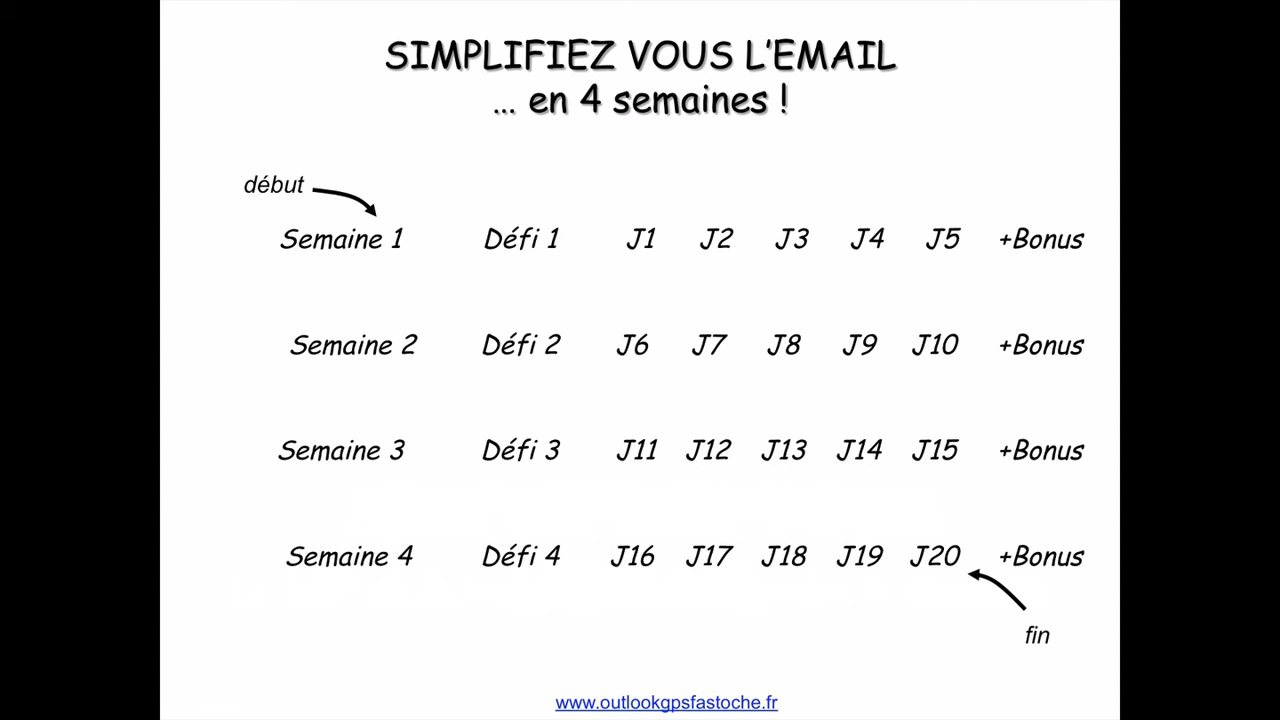 SIMPLIFIEZ VOUS L'EMAIL
... en 4 semaines !
début
Semaine 1 Défi 1 J1 J2 J3 J4 J5 +Bonus
Semaine 2 Défi 2 J6 J7 J8 J9 J10 +Bonus
Semaine 3 Défi 3 J11 J12 J13 J14 J15 +Bonus
Semaine 4 Défi 4 J16 J17 J18 J19 J20 +Bonus
fin
www.outlookgpsfastoche.fr